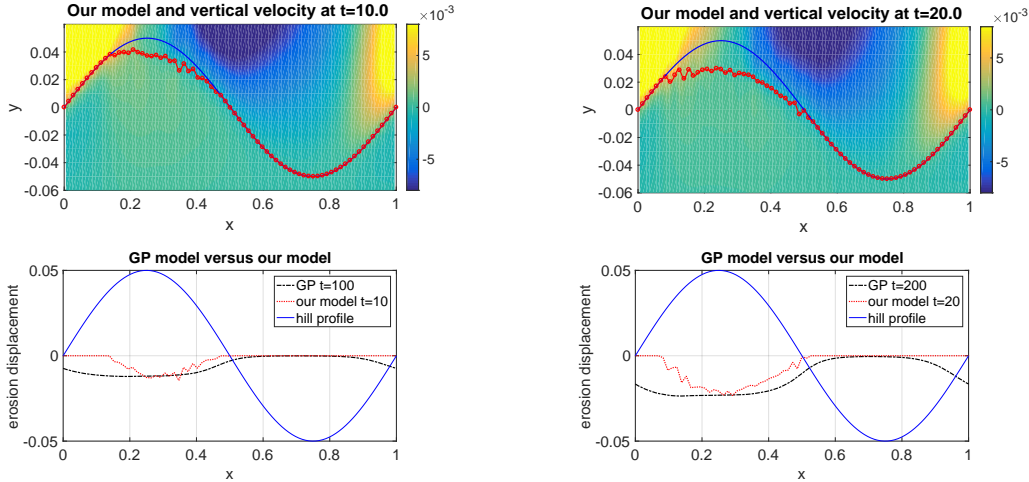 Our model and vertical velocity at t=10.0
×10⁻³
5
0
-5
0.04
0.02
0
-0.02
-0.04
-0.06
y
0 0.2 0.4 0.6 0.8 1
x
Our model and vertical velocity at t=20.0
×10⁻³
5
0
-5
0.04
0.02
0
-0.02
-0.04
-0.06
y
0 0.2 0.4 0.6 0.8 1
x
GP model versus our model
0.05
0
-0.05
erosion displacement
GP t=100
our model t=10
hill profile
0 0.2 0.4 0.6 0.8 1
x
GP model versus our model
0.05
0
-0.05
erosion displacement
GP t=200
our model t=20
hill profile
0 0.2 0.4 0.6 0.8 1
x